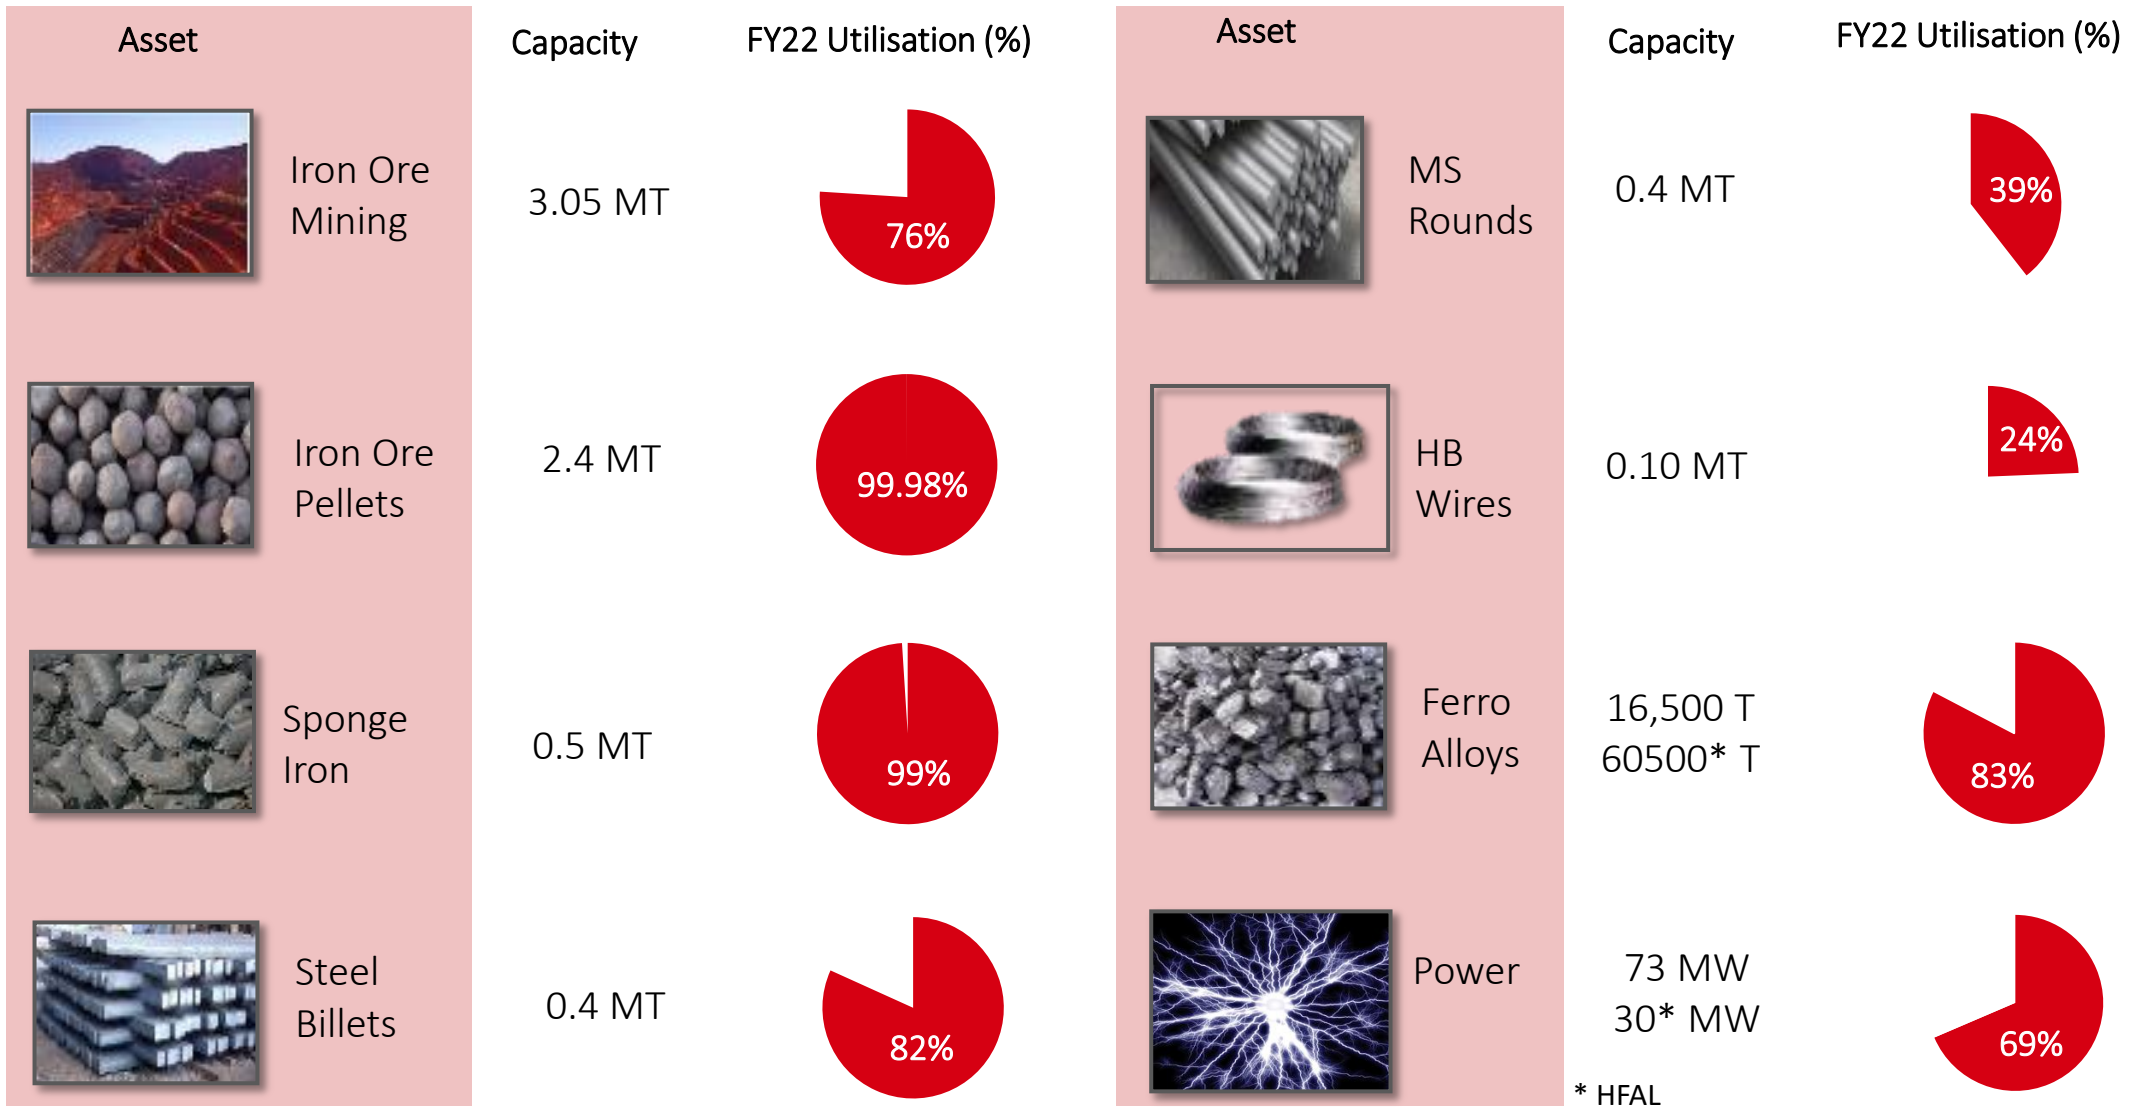 Asset
Capacity
FY22 Utilisation (%)
Iron Ore
Mining
3.05 MT
76%
Iron Ore
Pellets
2.4 MT
99.98%
Sponge
Iron
0.5 MT
99%
Steel
Billets
0.4 MT
82%
Asset
Capacity
FY22 Utilisation (%)
MS
Rounds
0.4 MT
39%
HB
Wires
0.10 MT
24%
Ferro
Alloys
16,500 T
60500* T
83%
Power
73 MW
30* MW
69%
* HFAL